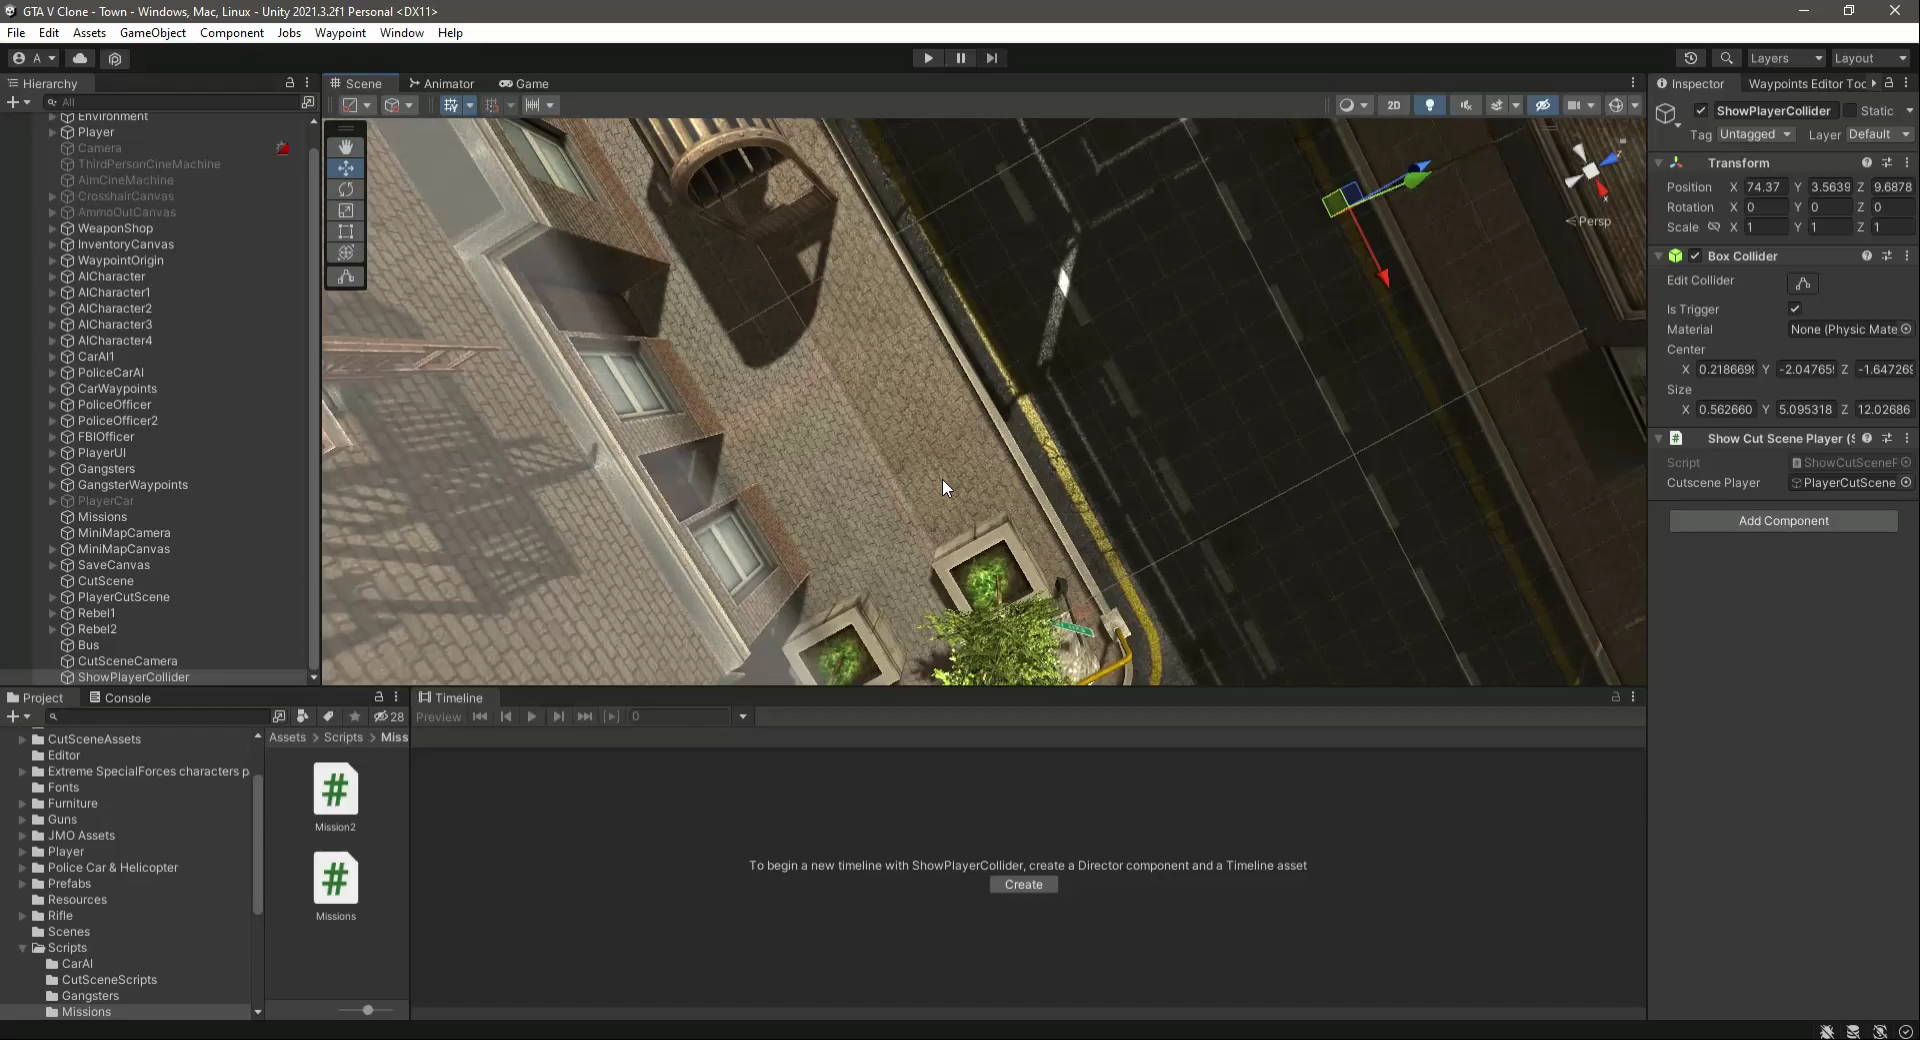 GTA V Clone - Town - Windows, Mac, Linux - Unity 2021.3.2f1 Personal <DX11>
File Edit Assets GameObject Component Jobs Waypoint Window Help
A Layers Layout
Hierarchy Scene Animator Game Inspector Waypoints Editor Too
All 2D ShowPlayerCollider Static
Environment
Player Tag Untagged Layer Default
Camera
ThirdPersonCineMachine Transform
AimCineMachine Position X 74.37 Y 3.5639 Z 9.6878
CrosshairCanvas Rotation X 0 Y 0 Z 0
AmmoOutCanvas Persp Scale X 1 Y 1 Z 1
WeaponShop
InventoryCanvas Box Collider
WaypointOrigin Edit Collider
AICharacter Is Trigger
AICharacter1 Material None (Physic Mate
AICharacter2 Center
AICharacter3 X 0.218669 Y -2.04765 Z -1.647269
AICharacter4 Size
CarAI1 X 0.562660 Y 5.095318 Z 12.02686
PoliceCarAI Show Cut Scene Player (S
CarWaypoints Script ShowCutSceneF
PoliceOfficer Cutscene Player PlayerCutScene
PoliceOfficer2 Add Component
FBIOfficer
PlayerUI
Gangsters
GangsterWaypoints
PlayerCar
Missions
MiniMapCamera
MiniMapCanvas
SaveCanvas
CutScene
PlayerCutScene
Rebel1
Rebel2
Bus
CutSceneCamera
ShowPlayerCollider
Project Console Timeline
28 Preview 0
Assets > Scripts > Miss
CutSceneAssets
Editor
Extreme SpecialForces characters p
Fonts
Furniture
Guns
JMO Assets
Player
Police Car & Helicopter
Prefabs
Resources
Rifle
Scenes
Scripts
CarAI
CutSceneScripts
Gangsters
Missions
Mission2
Missions
To begin a new timeline with ShowPlayerCollider, create a Director component and a Timeline asset
Create